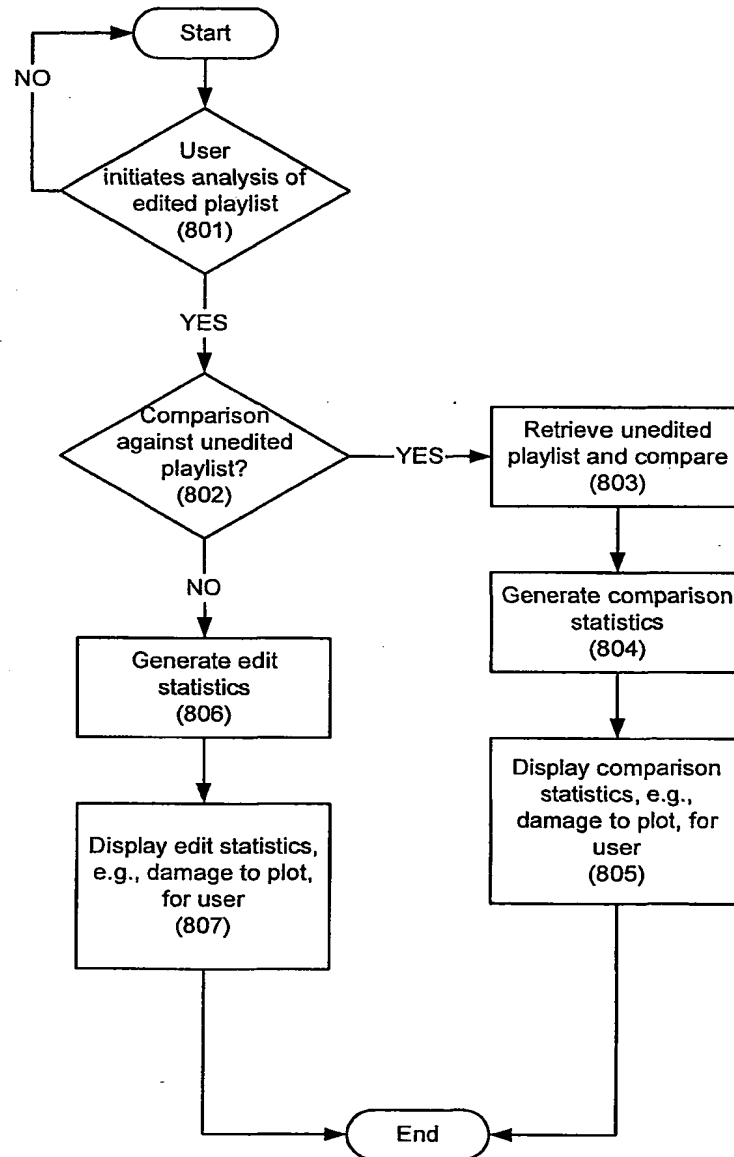 Start
NO
User
initiates analysis of
edited playlist
(801)
YES
Comparison
against unedited
playlist?
(802)
YES
Retrieve unedited
playlist and compare
(803)
NO
Generate comparison
statistics
(804)
Generate edit
statistics
(806)
Display comparison
statistics, e.g.,
damage to plot, for
user
(805)
Display edit statistics,
e.g., damage to plot,
for user
(807)
End